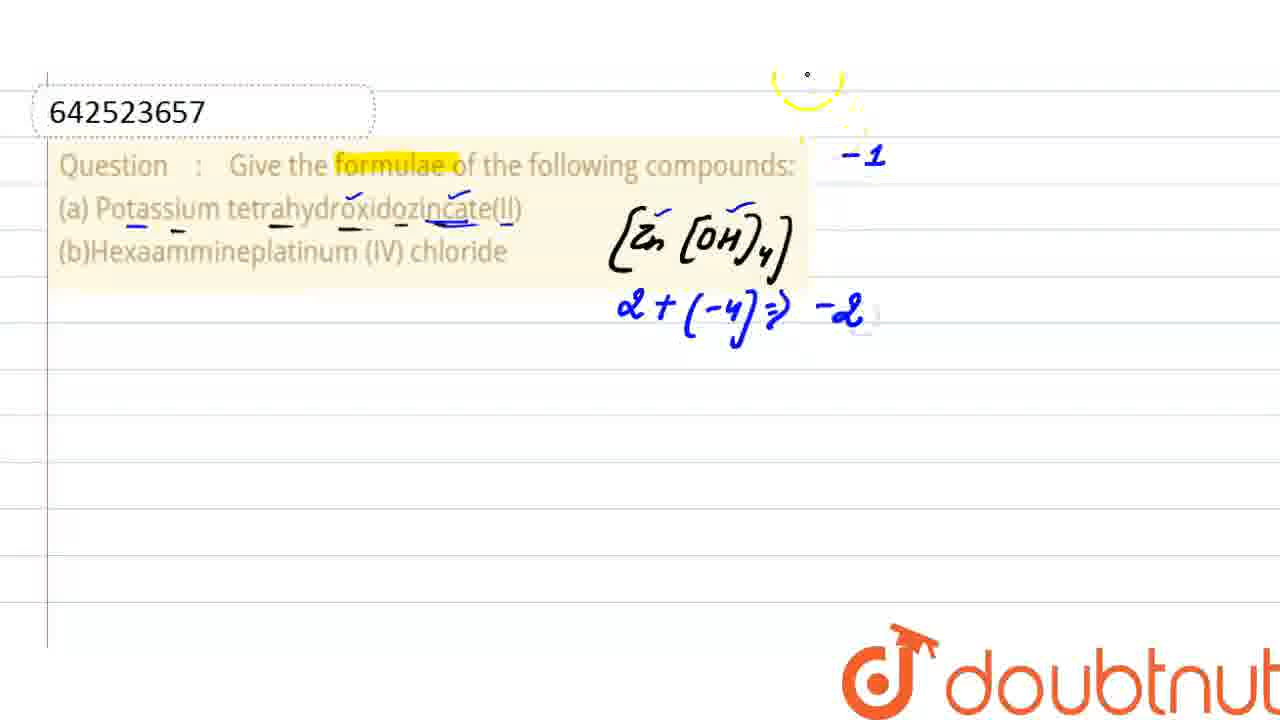 642523657
-1
Question : Give the formulae of the following compounds:
(a) Potassium tetrahydroxidozincate(II)
[Zn [OH)4]
(b)Hexaammineplatinum (IV) chloride
2 + (-4] => -2
doubtnut